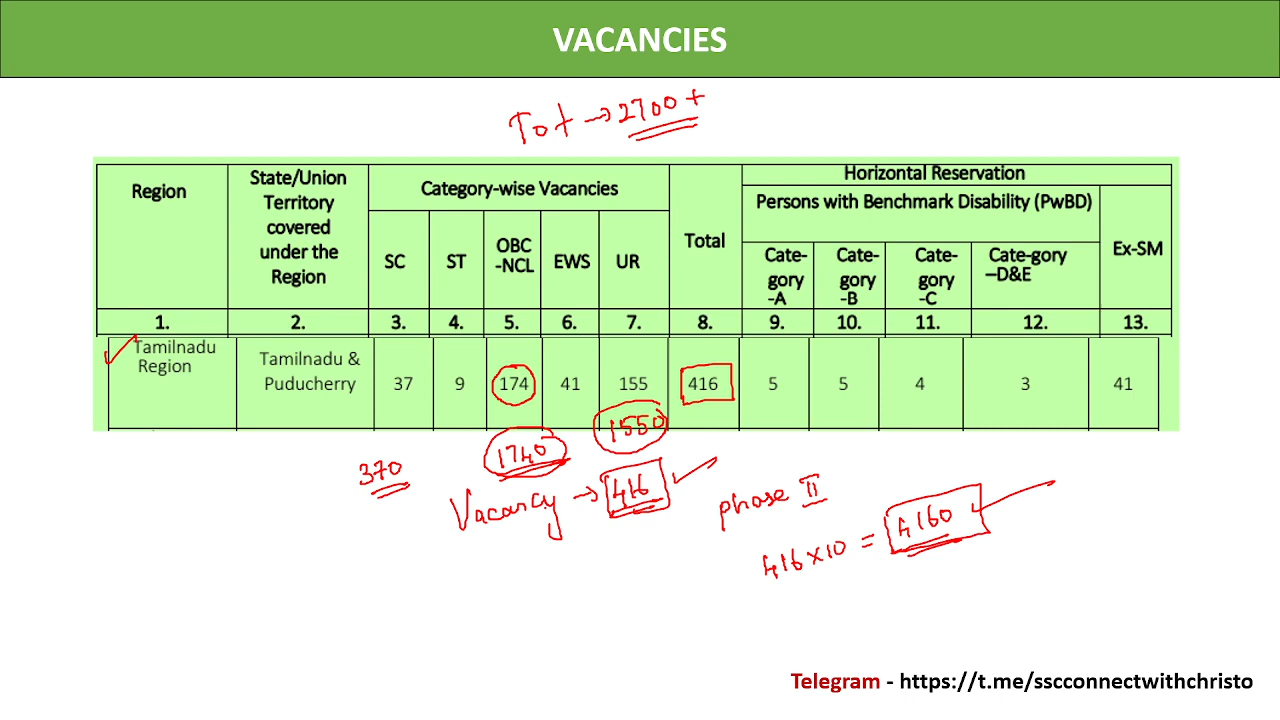 VACANCIES
Tot → 2700+
Region
State/Union
Territory
covered
under the
Region
Category-wise Vacancies
SC
ST
OBC
-NCL
EWS
UR
Total
Horizontal Reservation
Persons with Benchmark Disability (PwBD)
Cate-
gory
-A
Cate-
gory
-B
Cate-
gory
-C
Cate-gory
–D&E
Ex-SM
1. 2. 3. 4. 5. 6. 7. 8. 9. 10. 11. 12. 13.
Tamilnadu
Region
Tamilnadu &
Puducherry
37 9 174 41 155 416 5 5 4 3 41
370
1740
1550
Vacancy → 416
phase II
416×10 = 4160
Telegram - https://t.me/sscconnectwithchristo